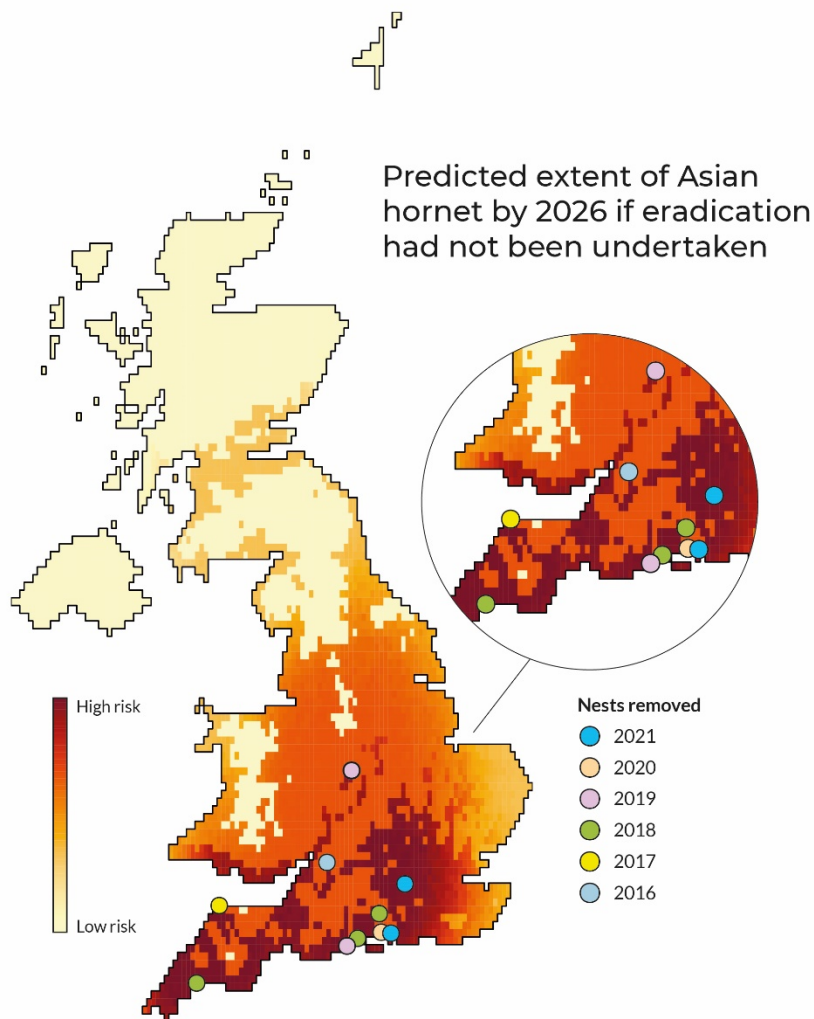 Predicted extent of Asian
hornet by 2026 if eradication
had not been undertaken
High risk
Low risk
Nests removed
2021
2020
2019
2018
2017
2016